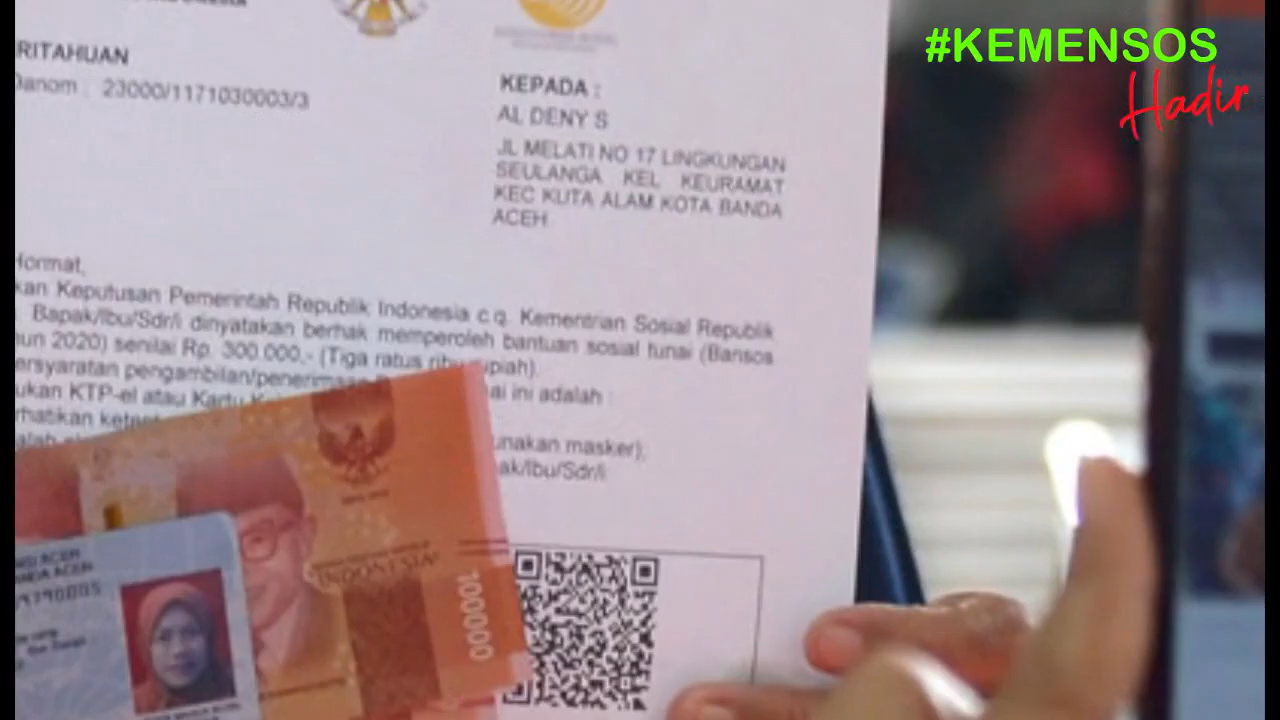 #KEMENSOS
Hadir
RITAHUAN
Danom : 23000/1171030003/3
KEPADA :
AL DENY S
JL MELATI NO 17 LINGKUNGAN
SEULANGA KEL KEURAMAT
KEC KUTA ALAM KOTA BANDA
ACEH
Hormat,
kan Keputusan Pemerintah Republik Indonesia c.q. Kementrian Sosial Republik
Bapak/Ibu/Sdr/i dinyatakan berhak memperoleh bantuan sosial tunai (Bansos
hun 2020) senilai Rp. 300.000,- (Tiga ratus ribu rupiah).
ersyaratan pengambilan/penerimaan ai ini adalah :
ukan KTP-el atau Kartu
rhatikan
unakan masker);
pak/Ibu/Sdr/i
INDONESIA
100000
NSI ACEH